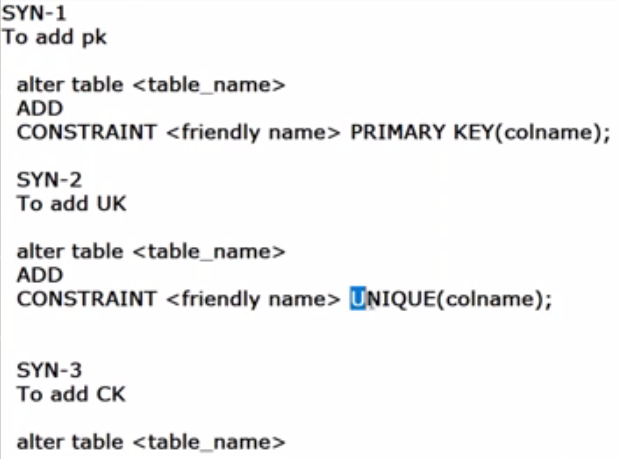 SYN-1
To add pk
alter table <table_name>
ADD
CONSTRAINT <friendly name> PRIMARY KEY(colname);
SYN-2
To add UK
alter table <table_name>
ADD
CONSTRAINT <friendly name> UNIQUE(colname);
SYN-3
To add CK
alter table <table_name>